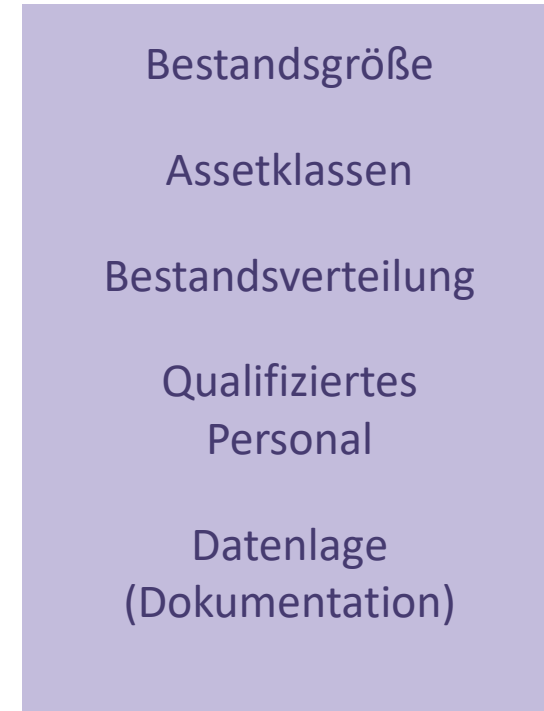 Bestandsgröße
Assetklassen
Bestandsverteilung
Qualifiziertes
Personal
Datenlage
(Dokumentation)